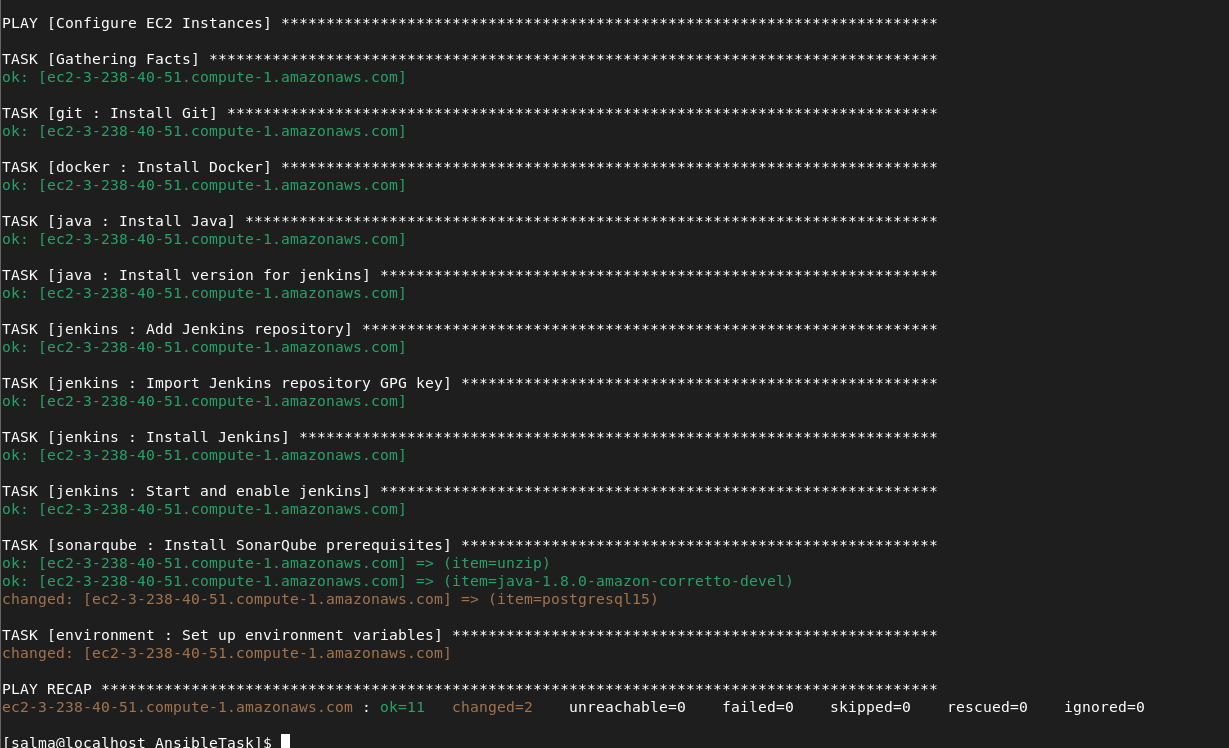 PLAY [Configure EC2 Instances] *************************************************************************
TASK [Gathering Facts] *********************************************************************************
ok: [ec2-3-238-40-51.compute-1.amazonaws.com]
TASK [git : Install Git] *******************************************************************************
ok: [ec2-3-238-40-51.compute-1.amazonaws.com]
TASK [docker : Install Docker] *************************************************************************
ok: [ec2-3-238-40-51.compute-1.amazonaws.com]
TASK [java : Install Java] *****************************************************************************
ok: [ec2-3-238-40-51.compute-1.amazonaws.com]
TASK [java : Install version for jenkins] **************************************************************
ok: [ec2-3-238-40-51.compute-1.amazonaws.com]
TASK [jenkins : Add Jenkins repository] ****************************************************************
ok: [ec2-3-238-40-51.compute-1.amazonaws.com]
TASK [jenkins : Import Jenkins repository GPG key] *****************************************************
ok: [ec2-3-238-40-51.compute-1.amazonaws.com]
TASK [jenkins : Install Jenkins] ***********************************************************************
ok: [ec2-3-238-40-51.compute-1.amazonaws.com]
TASK [jenkins : Start and enable jenkins] **************************************************************
ok: [ec2-3-238-40-51.compute-1.amazonaws.com]
TASK [sonarqube : Install SonarQube prerequisites] *****************************************************
ok: [ec2-3-238-40-51.compute-1.amazonaws.com] => (item=unzip)
ok: [ec2-3-238-40-51.compute-1.amazonaws.com] => (item=java-1.8.0-amazon-corretto-devel)
changed: [ec2-3-238-40-51.compute-1.amazonaws.com] => (item=postgresql15)
TASK [environment : Set up environment variables] ******************************************************
changed: [ec2-3-238-40-51.compute-1.amazonaws.com]
PLAY RECAP *********************************************************************************************
ec2-3-238-40-51.compute-1.amazonaws.com : ok=11   changed=2    unreachable=0    failed=0    skipped=0    rescued=0    ignored=0
[salma@localhost AnsibleTask]$